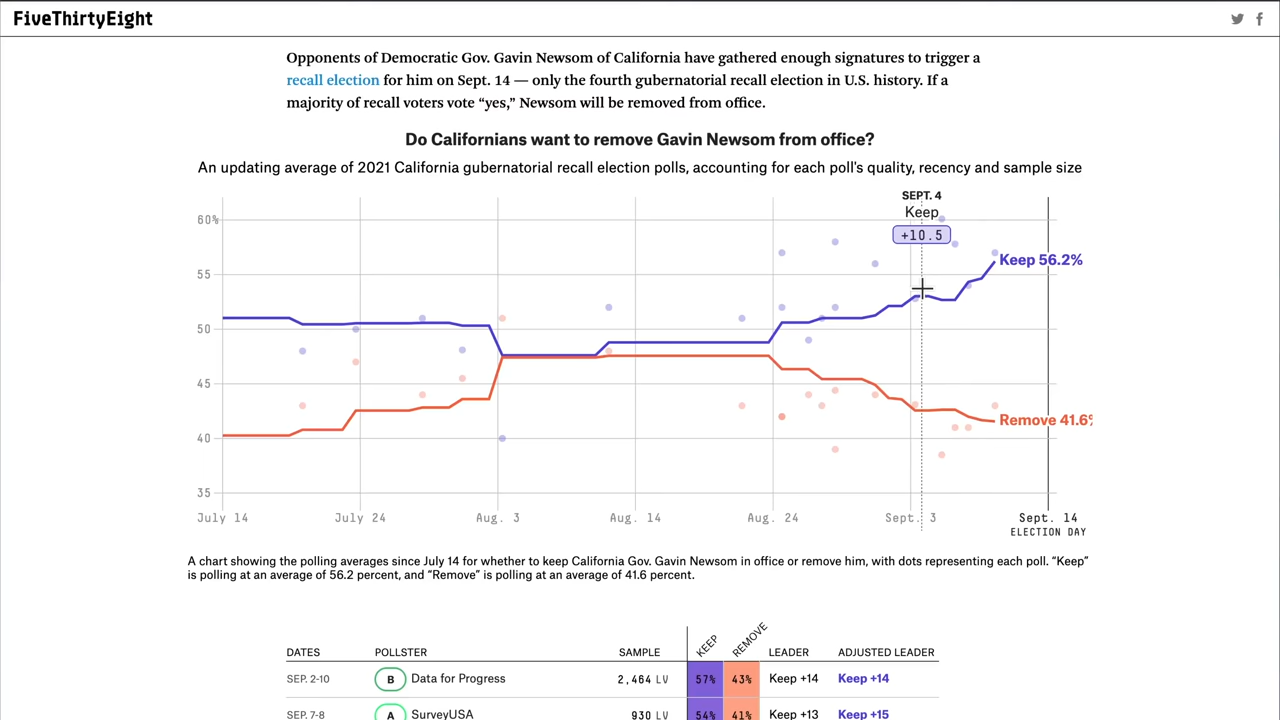 FiveThirtyEight
Opponents of Democratic Gov. Gavin Newsom of California have gathered enough signatures to trigger a
recall election for him on Sept. 14 — only the fourth gubernatorial recall election in U.S. history. If a
majority of recall voters vote “yes,” Newsom will be removed from office.
Do Californians want to remove Gavin Newsom from office?
An updating average of 2021 California gubernatorial recall election polls, accounting for each poll's quality, recency and sample size
SEPT. 4
Keep
+10.5
60%
55
50
45
40
35
Keep 56.2%
Remove 41.6%
July 14
July 24
Aug. 3
Aug. 14
Aug. 24
Sept. 3
Sept. 14
ELECTION DAY
A chart showing the polling averages since July 14 for whether to keep California Gov. Gavin Newsom in office or remove him, with dots representing each poll. “Keep”
is polling at an average of 56.2 percent, and “Remove” is polling at an average of 41.6 percent.
DATES POLLSTER SAMPLE KEEP REMOVE LEADER ADJUSTED LEADER
SEP. 2-10 B Data for Progress 2,464 LV 57% 43% Keep +14 Keep +14
SEP. 7-8 A SurveyUSA 930 LV 54% 41% Keep +13 Keep +15